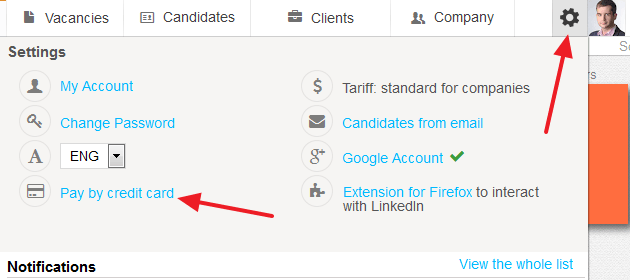 Vacancies Candidates Clients Company
Settings
My Account
Change Password
A ENG
Pay by credit card
$ Tariff: standard for companies
Candidates from email
g+ Google Account
Extension for Firefox to interact
with LinkedIn
Notifications View the whole list